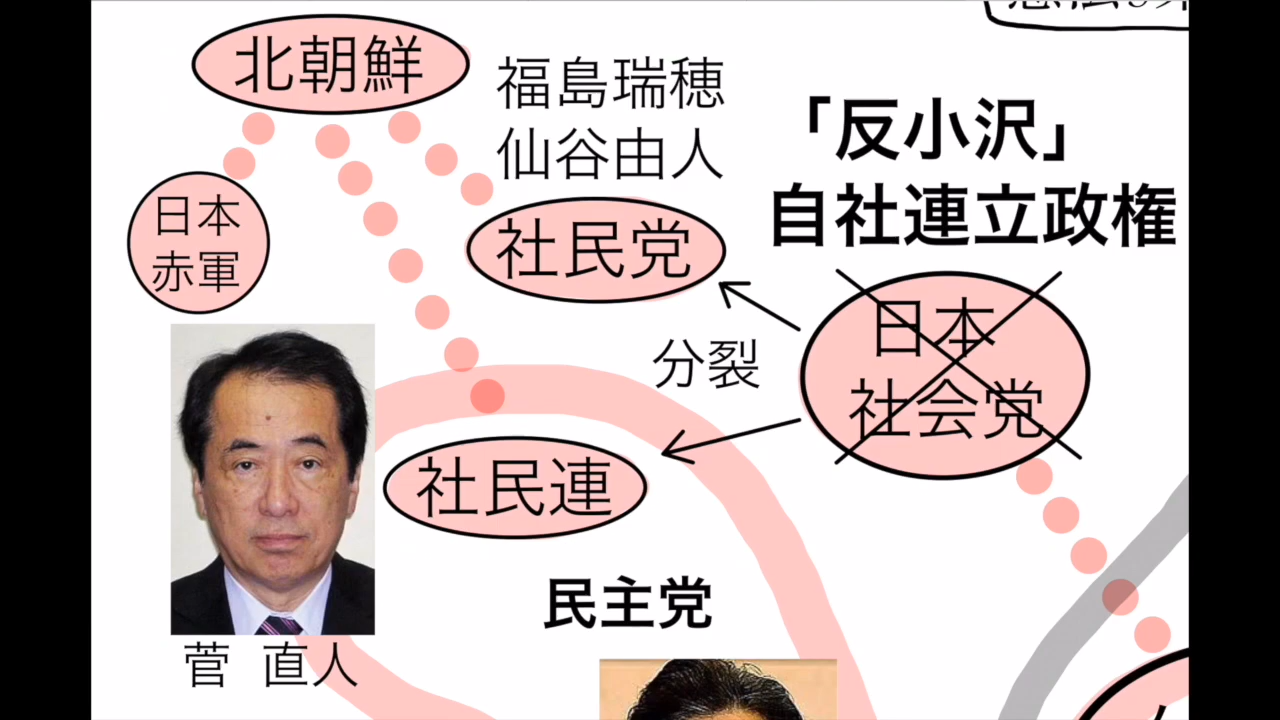 北朝鮮
福島瑞穂
仙谷由人
「反小沢」
自社連立政権
日本
赤軍
社民党
日本
社会党
分裂
社民連
民主党
菅 直人